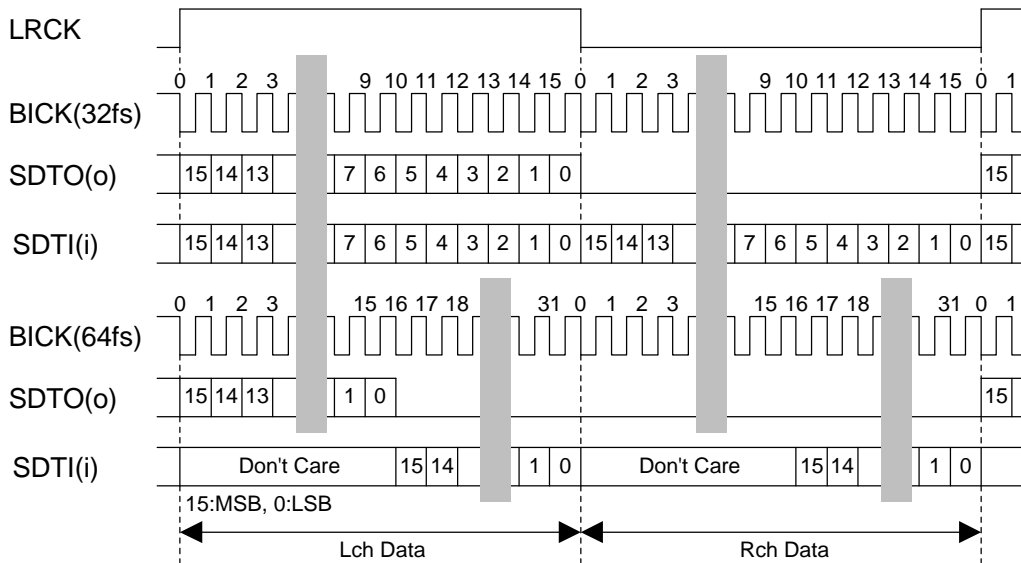 LRCK
0 1 2 3 9 10 11 12 13 14 15 0 1 2 3 9 10 11 12 13 14 15 0 1
BICK(32fs)
SDTO(o) 15 14 13 7 6 5 4 3 2 1 0 15
SDTI(i) 15 14 13 7 6 5 4 3 2 1 0 15 14 13 7 6 5 4 3 2 1 0 15
0 1 2 3 15 16 17 18 31 0 1 2 3 15 16 17 18 31 0 1
BICK(64fs)
SDTO(o) 15 14 13 1 0 15
SDTI(i) Don't Care 15 14 1 0 Don't Care 15 14 1 0
15:MSB, 0:LSB
Lch Data Rch Data